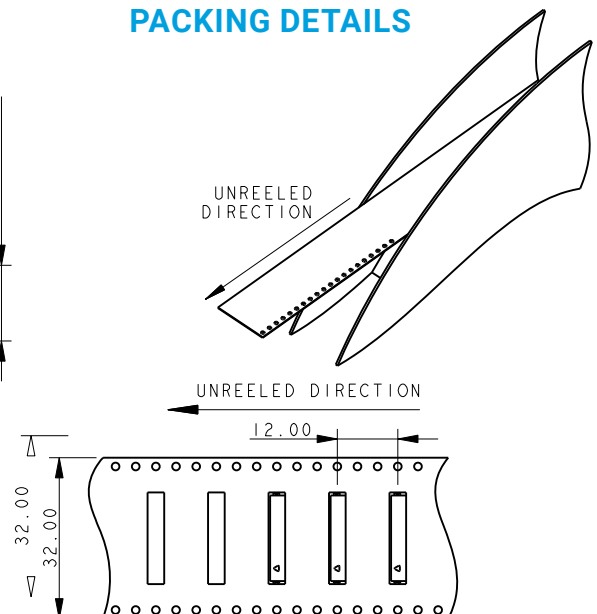 PACKING DETAILS
UNREELED
DIRECTION
UNREELED DIRECTION
12.00
32.00
32.00